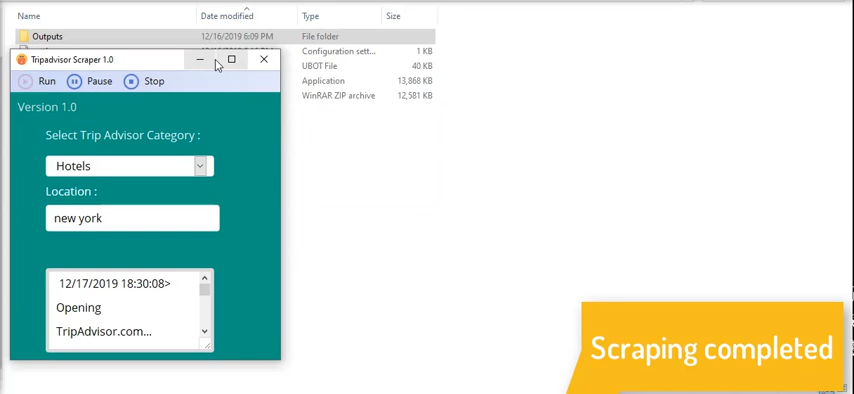 Name Date modified Type Size
Outputs 12/16/2019 6:09 PM File folder
Configuration sett... 1 KB
Tripadvisor Scraper 1.0
UBOT File 40 KB
Run Pause Stop
Application 13,868 KB
WinRAR ZIP archive 12,581 KB
Version 1.0
Select Trip Advisor Category :
Hotels
Location :
new york
12/17/2019 18:30:08>
Opening
TripAdvisor.com...
Scraping completed